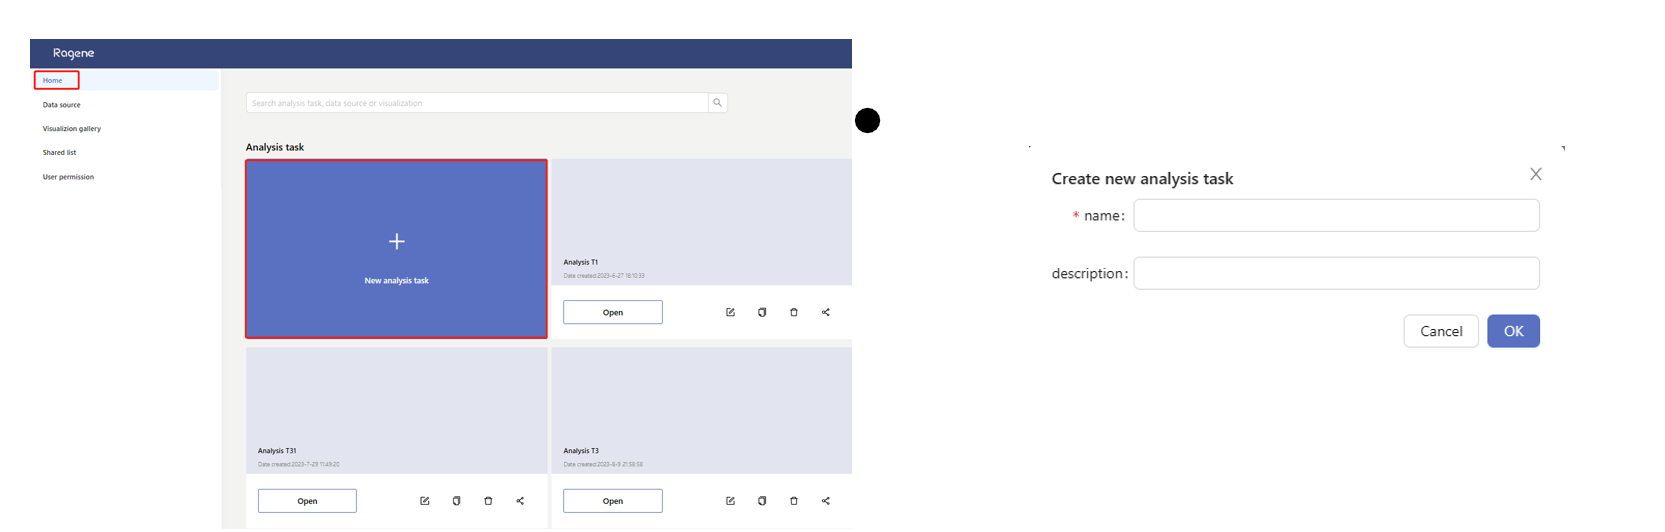 Ragene
Home
Data source
Visualizion gallery
Shared list
User permission
Search analysis task, data source or visualization
Analysis task
New analysis task
Analysis T1
Date created:2023-6-27 18:10:33
Open
Analysis T31
Date created:2023-7-29 11:49:20
Open
Analysis T3
Date created:2023-6-9 21:58:58
Open
Create new analysis task
* name:
description:
Cancel
OK